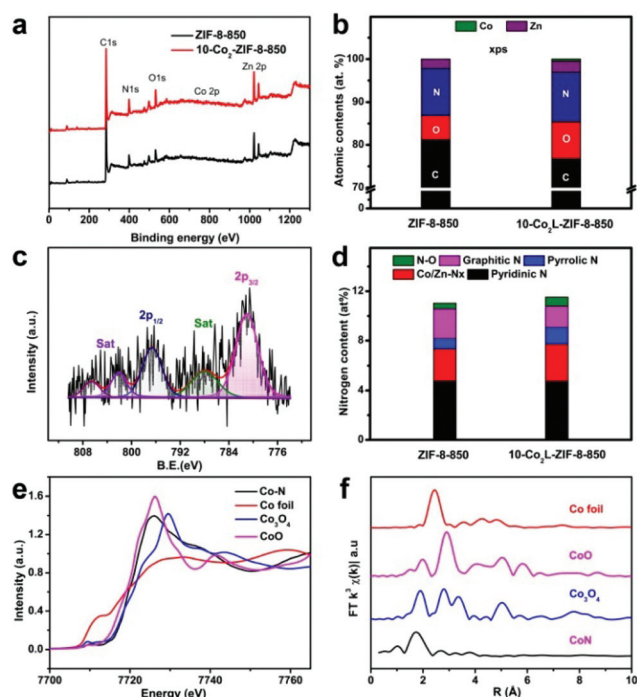 a
C1s
ZIF-8-850
10-Co2-ZIF-8-850
N1s
O1s
Co 2p
Zn 2p
0 200 400 600 800 1000 1200
Binding energy (eV)
b
Co Zn
xps
Atomic contents (at. %)
100
90
80
70
0
N
O
C
N
O
C
ZIF-8-850
10-Co2L-ZIF-8-850
c
2p3/2
2p1/2
Sat
Sat
Intensity (a.u.)
808 800 792 784 776
B.E.(eV)
d
N-O Graphitic N Pyrrolic N
Co/Zn-Nx Pyridinic N
Nitrogen content (at%)
12
8
4
0
ZIF-8-850
10-Co2L-ZIF-8-850
e
Co-N
Co foil
Co3O4
CoO
Intensity (a.u.)
1.6
1.2
0.8
0.4
0.0
7700 7720 7740 7760
Energy (eV)
f
Co foil
CoO
Co3O4
CoN
FT k3 χ(k)| a.u
0 2 4 6 8 10
R (Å)